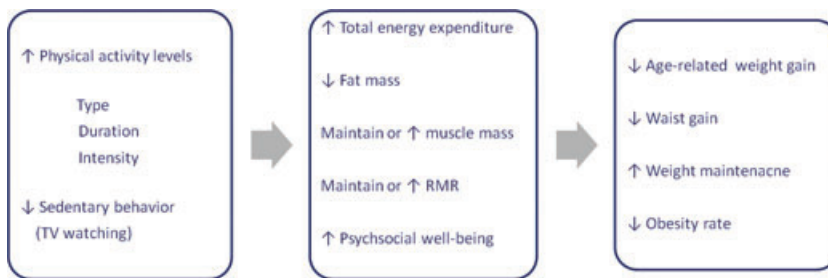 ↑ Physical activity levels
Type
Duration
Intensity
↓ Sedentary behavior
(TV watching)
↑ Total energy expenditure
↓ Fat mass
Maintain or ↑ muscle mass
Maintain or ↑ RMR
↑ Psychsocial well-being
↓ Age-related weight gain
↓ Waist gain
↑ Weight maintenacne
↓ Obesity rate